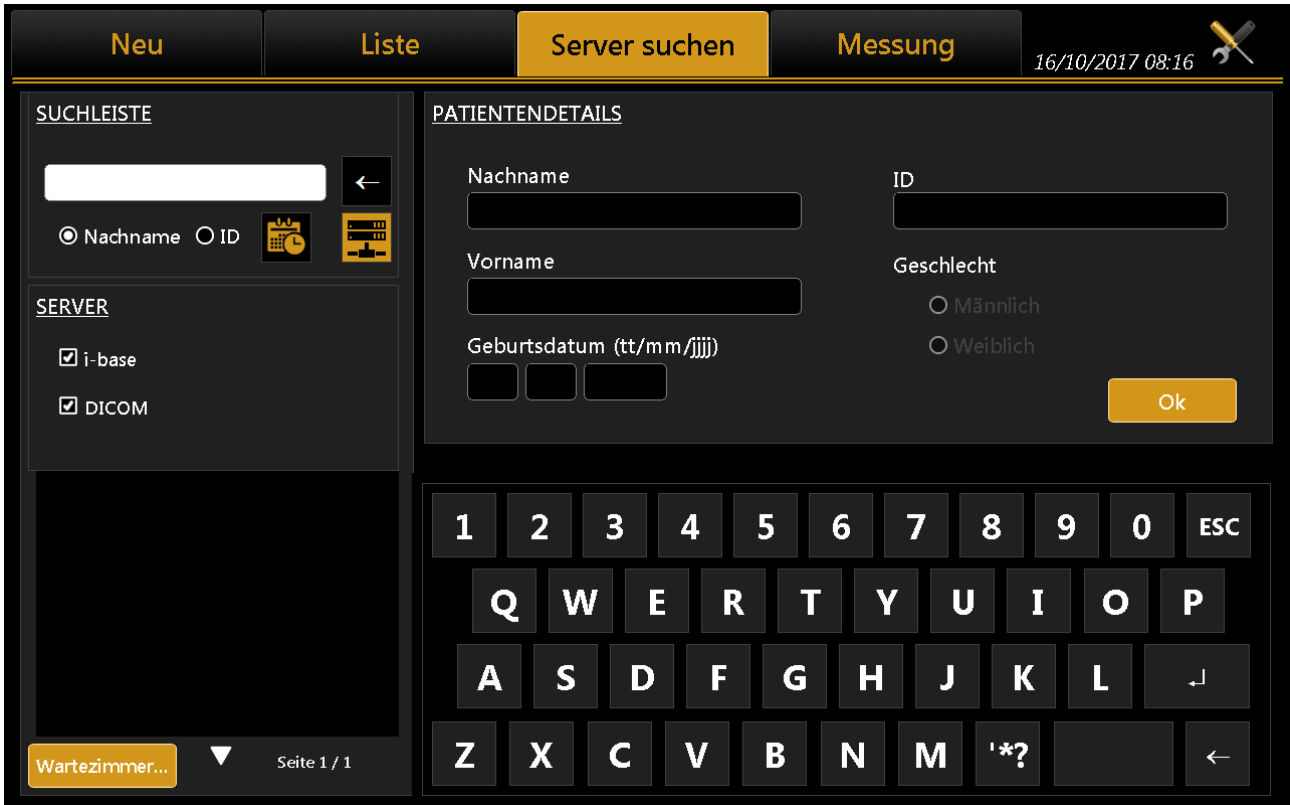 Neu Liste Server suchen Messung 16/10/2017 08:16
SUCHLEISTE
←
Nachname ID
SERVER
i-base
DICOM
Wartezimmer... Seite 1 / 1
PATIENTENDETAILS
Nachname ID
Vorname Geschlecht
Männlich
Geburtsdatum (tt/mm/jjjj) Weiblich
Ok
1 2 3 4 5 6 7 8 9 0 ESC
Q W E R T Y U I O P
A S D F G H J K L ↵
Z X C V B N M '*? ←